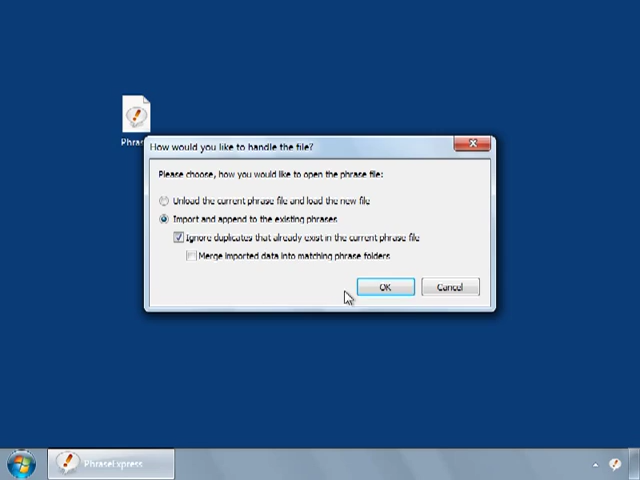 Phras
How would you like to handle the file?
Please choose, how you would like to open the phrase file:
Unload the current phrase file and load the new file
Import and append to the existing phrases
Ignore duplicates that already exist in the current phrase file
Merge imported data into matching phrase folders
OK Cancel
PhraseExpress